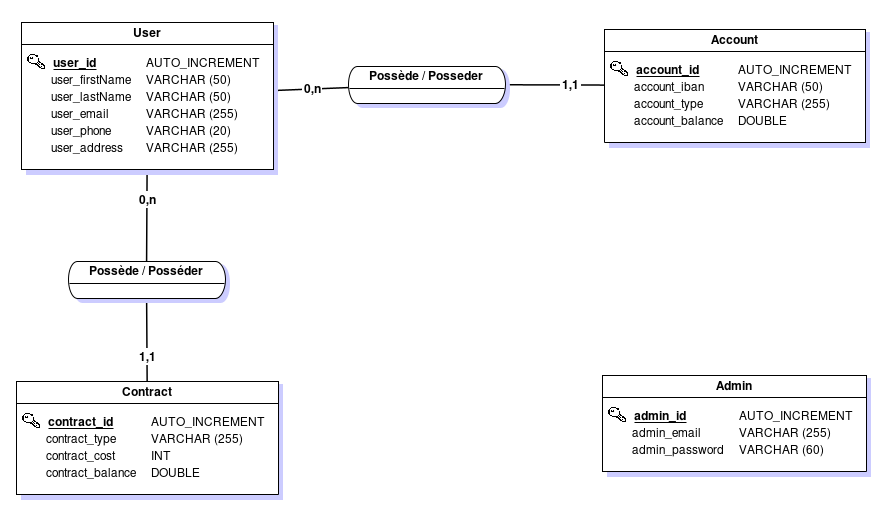 User
user_id AUTO_INCREMENT
user_firstName VARCHAR (50)
user_lastName VARCHAR (50)
user_email VARCHAR (255)
user_phone VARCHAR (20)
user_address VARCHAR (255)
0,n
Possède / Posseder
1,1
Account
account_id AUTO_INCREMENT
account_iban VARCHAR (50)
account_type VARCHAR (255)
account_balance DOUBLE
0,n
Possède / Posséder
1,1
Contract
contract_id AUTO_INCREMENT
contract_type VARCHAR (255)
contract_cost INT
contract_balance DOUBLE
Admin
admin_id AUTO_INCREMENT
admin_email VARCHAR (255)
admin_password VARCHAR (60)